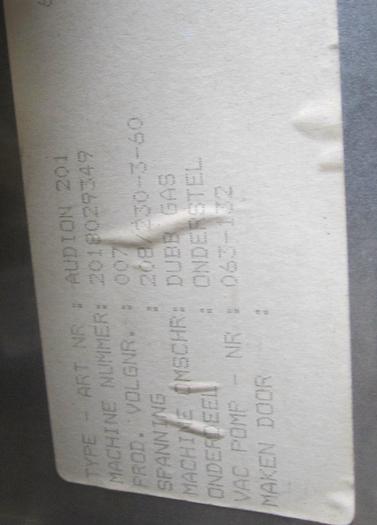 TYPE - ART NR : AUDION 201
MACHINE NUMMER: 2018029349
PROD. VOLGNR. : 007
SPANNING : 208/230-3-60
MACHINE OMSCHR: DUBB GAS
ONDERDEEL : ONDERSTEL
VAC POMP - NR : 063-132
MAKEN DOOR :